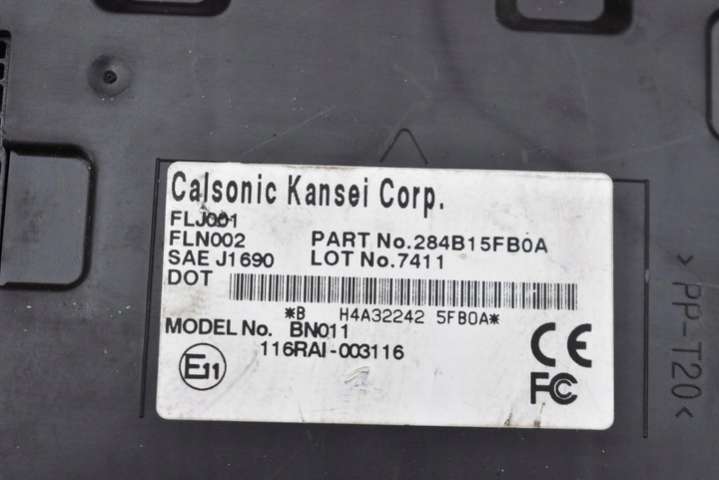 Calsonic Kansei Corp.
FLJ001
FLN002 PART No.284B15FB0A
SAE J1690 LOT No.7411
DOT
*B H4A32242 5FB0A*
MODEL No. BN011
116RAI-003116
E11
CE
FC
>PP-T20<